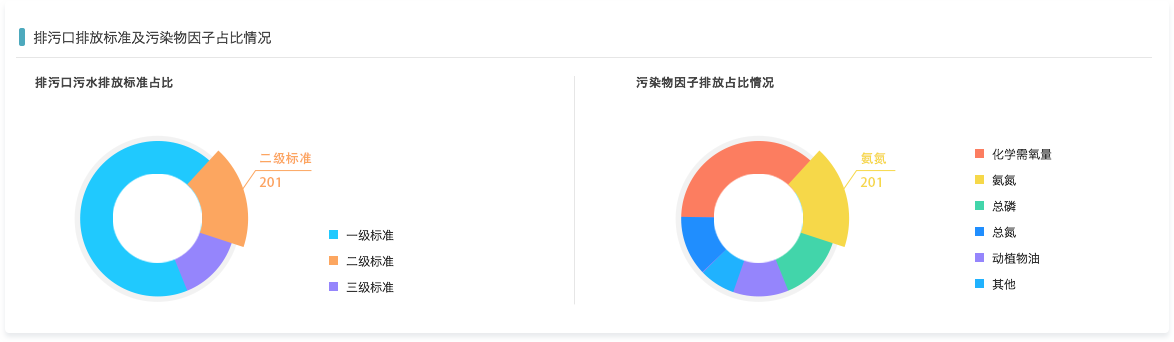 排污口排放标准及污染物因子占比情况
排污口污水排放标准占比
二级标准
201
一级标准
二级标准
三级标准
污染物因子排放占比情况
氨氮
201
化学需氧量
氨氮
总磷
总氮
动植物油
其他